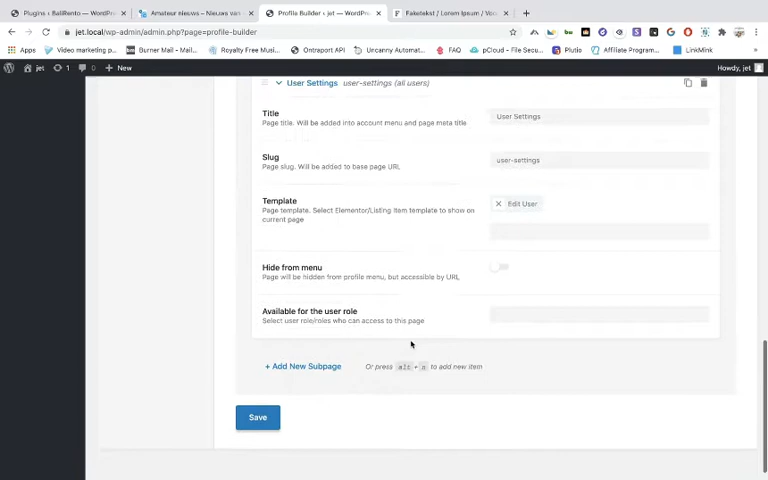 Plugins ‹ BaliRento — WordPr
Amateur nieuws – Nieuws van
Profile Builder ‹ jet — WordPr
Faketekst / Lorem Ipsum / Voo
jet.local/wp-admin/admin.php?page=profile-builder
Apps
Video marketing p...
Burner Mail - Mail...
Royalty Free Musi...
Ontraport API
Uncanny Automat...
FAQ
pCloud - File Secu...
Plutio
Affiliate Program...
LinkMink
jet
1
0
+ New
Howdy, jet
User Settings user-settings (all users)
Title
Page title. Will be added into account menu and page meta title
User Settings
Slug
Page slug. Will be added to base page URL
user-settings
Template
Page template. Select Elementor/Listing Item template to show on
current page
× Edit User
Hide from menu
Page will be hidden from profile menu, but accessible by URL
Available for the user role
Select user role/roles who can access to this page
+ Add New Subpage
Or press alt + n to add new item
Save